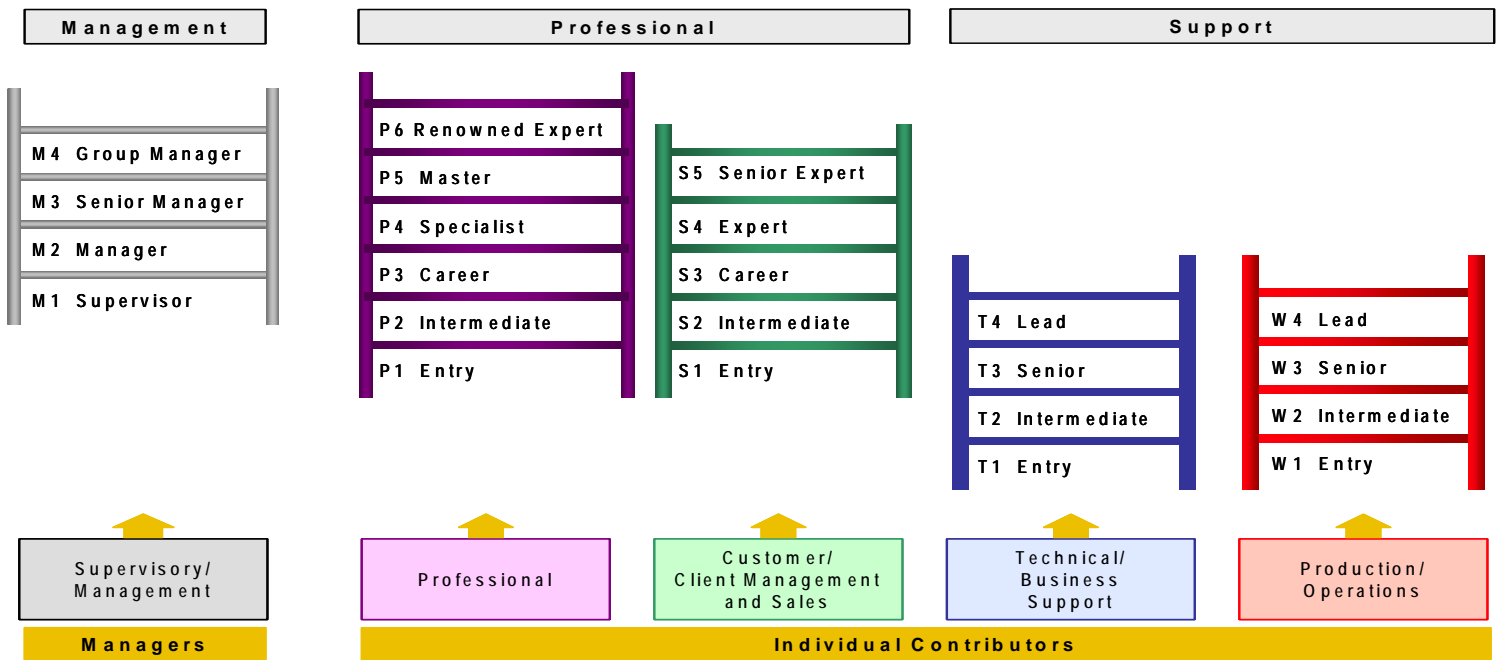 Management
Professional
Support
M4 Group Manager
M3 Senior Manager
M2 Manager
M1 Supervisor
P6 Renowned Expert
P5 Master
P4 Specialist
P3 Career
P2 Intermediate
P1 Entry
S5 Senior Expert
S4 Expert
S3 Career
S2 Intermediate
S1 Entry
T4 Lead
T3 Senior
T2 Intermediate
T1 Entry
W4 Lead
W3 Senior
W2 Intermediate
W1 Entry
Supervisory/
Management
Professional
Customer/
Client Management
and Sales
Technical/
Business
Support
Production/
Operations
Managers
Individual Contributors